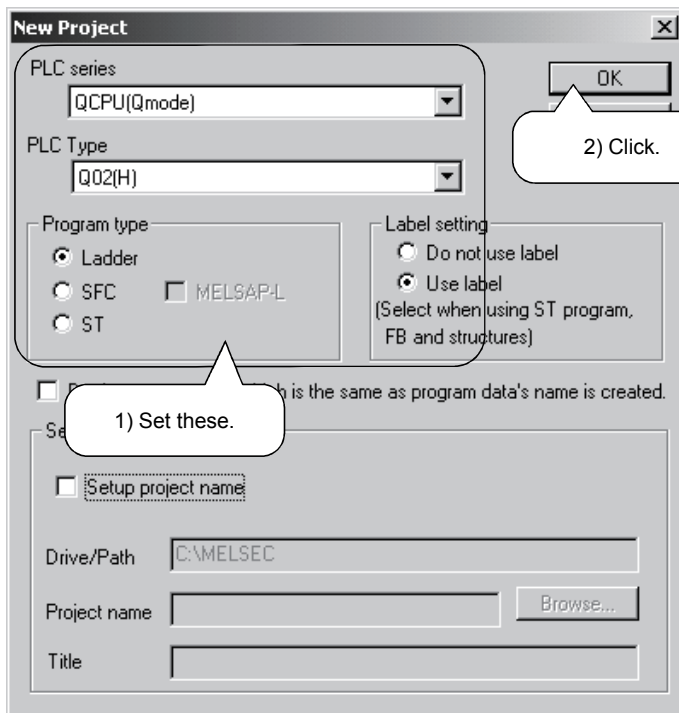 New Project
PLC series
QCPU(Qmode)
OK
2) Click.
PLC Type
Q02(H)
Program type
Ladder
SFC
MELSAP-L
ST
Label setting
Do not use label
Use label
(Select when using ST program,
FB and structures)
is the same as program data's name is created.
1) Set these.
Setup project name
Drive/Path
C:\MELSEC
Project name
Browse...
Title